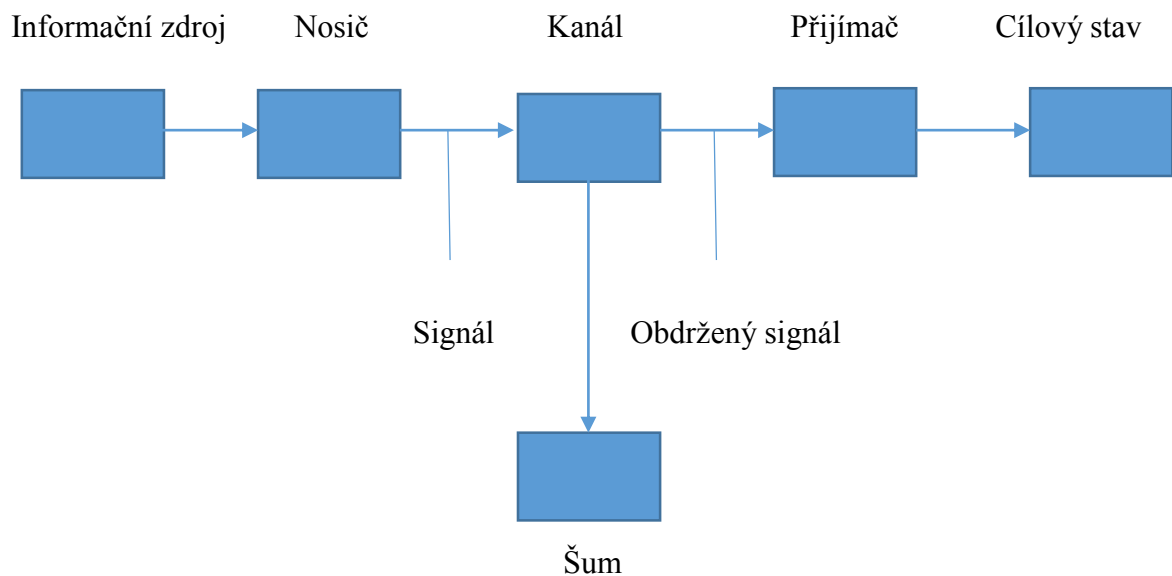 Informační zdroj
Nosič
Kanál
Přijímač
Cílový stav
Signál
Obdržený signál
Šum